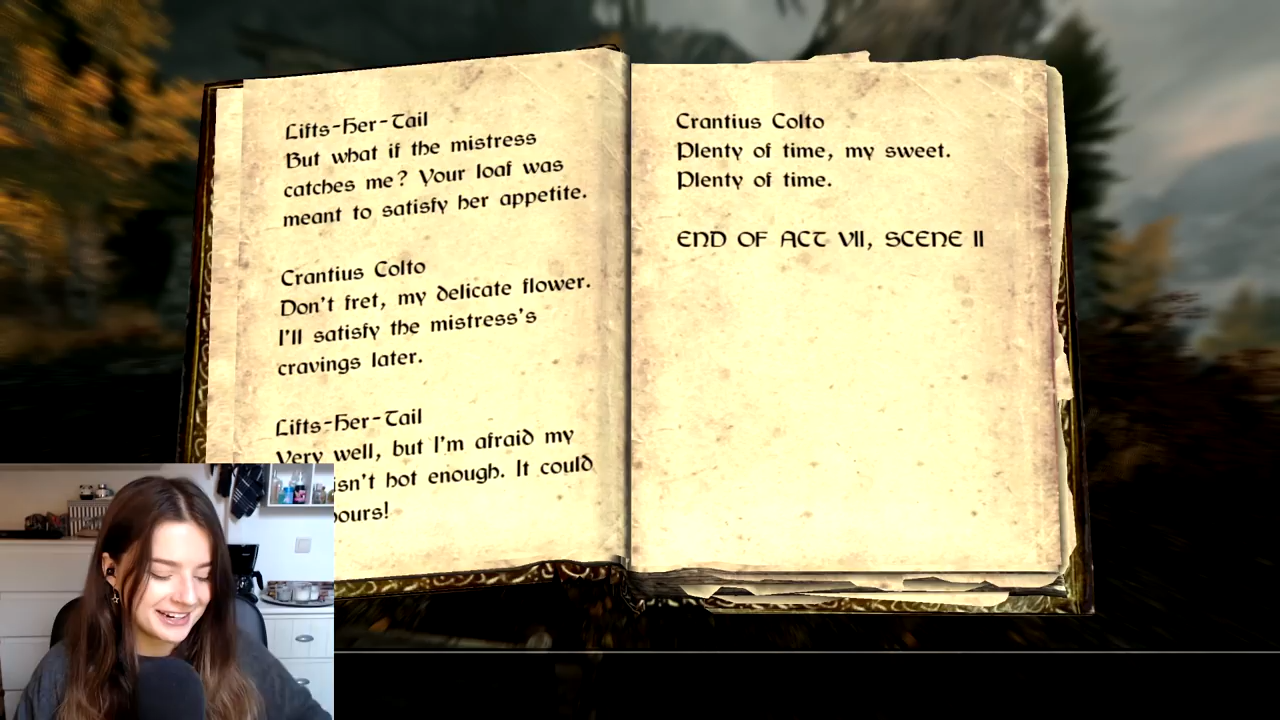 Lifts-Her-Tail
But what if the mistress
catches me? Your loaf was
meant to satisfy her appetite.
Crantius Colto
Don't fret, my delicate flower.
I'll satisfy the mistress's
cravings later.
Lifts-Her-Tail
Very well, but I'm afraid my
isn't hot enough. It could
hours!
Crantius Colto
Plenty of time, my sweet.
Plenty of time.
END OF ACT VII, SCENE II